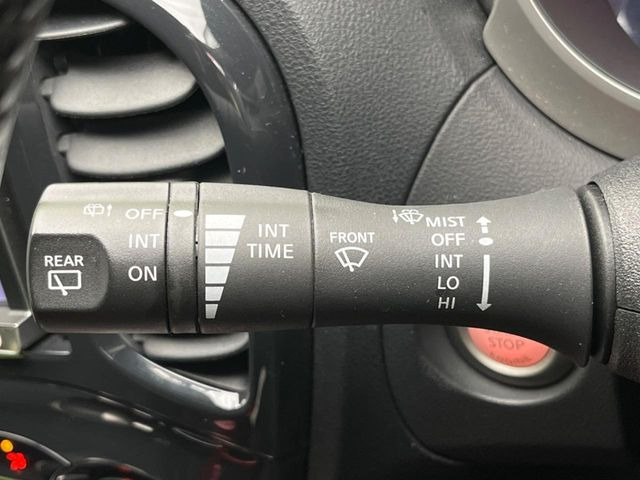 OFF
INT
ON
REAR
INT
TIME
FRONT
MIST
OFF
INT
LO
HI
STOP